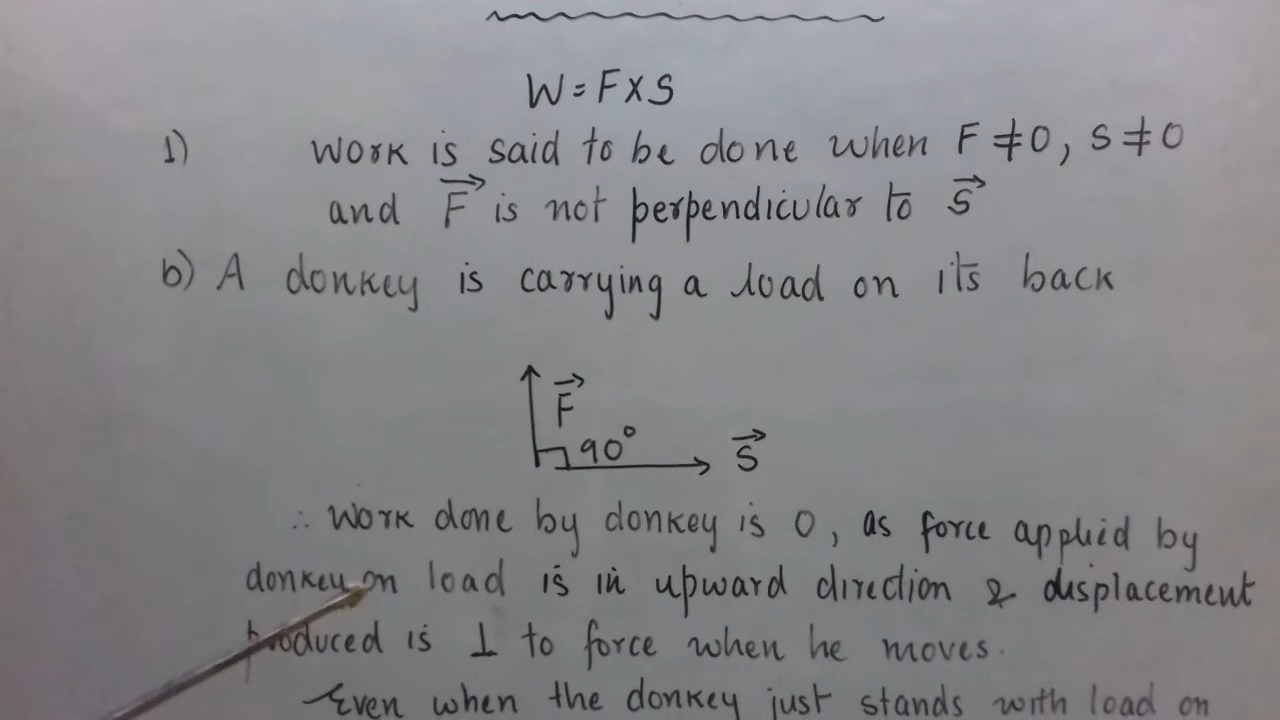 W = F x S
1) Work is said to be done when F ≠ 0, S ≠ 0
and F⃗ is not perpendicular to S⃗
b) A donkey is carrying a load on its back
F⃗
90° S⃗
∴ Work done by donkey is 0, as force applied by
donkey on load is in upward direction & displacement
produced is ⊥ to force when he moves.
Even when the donkey just stands with load on